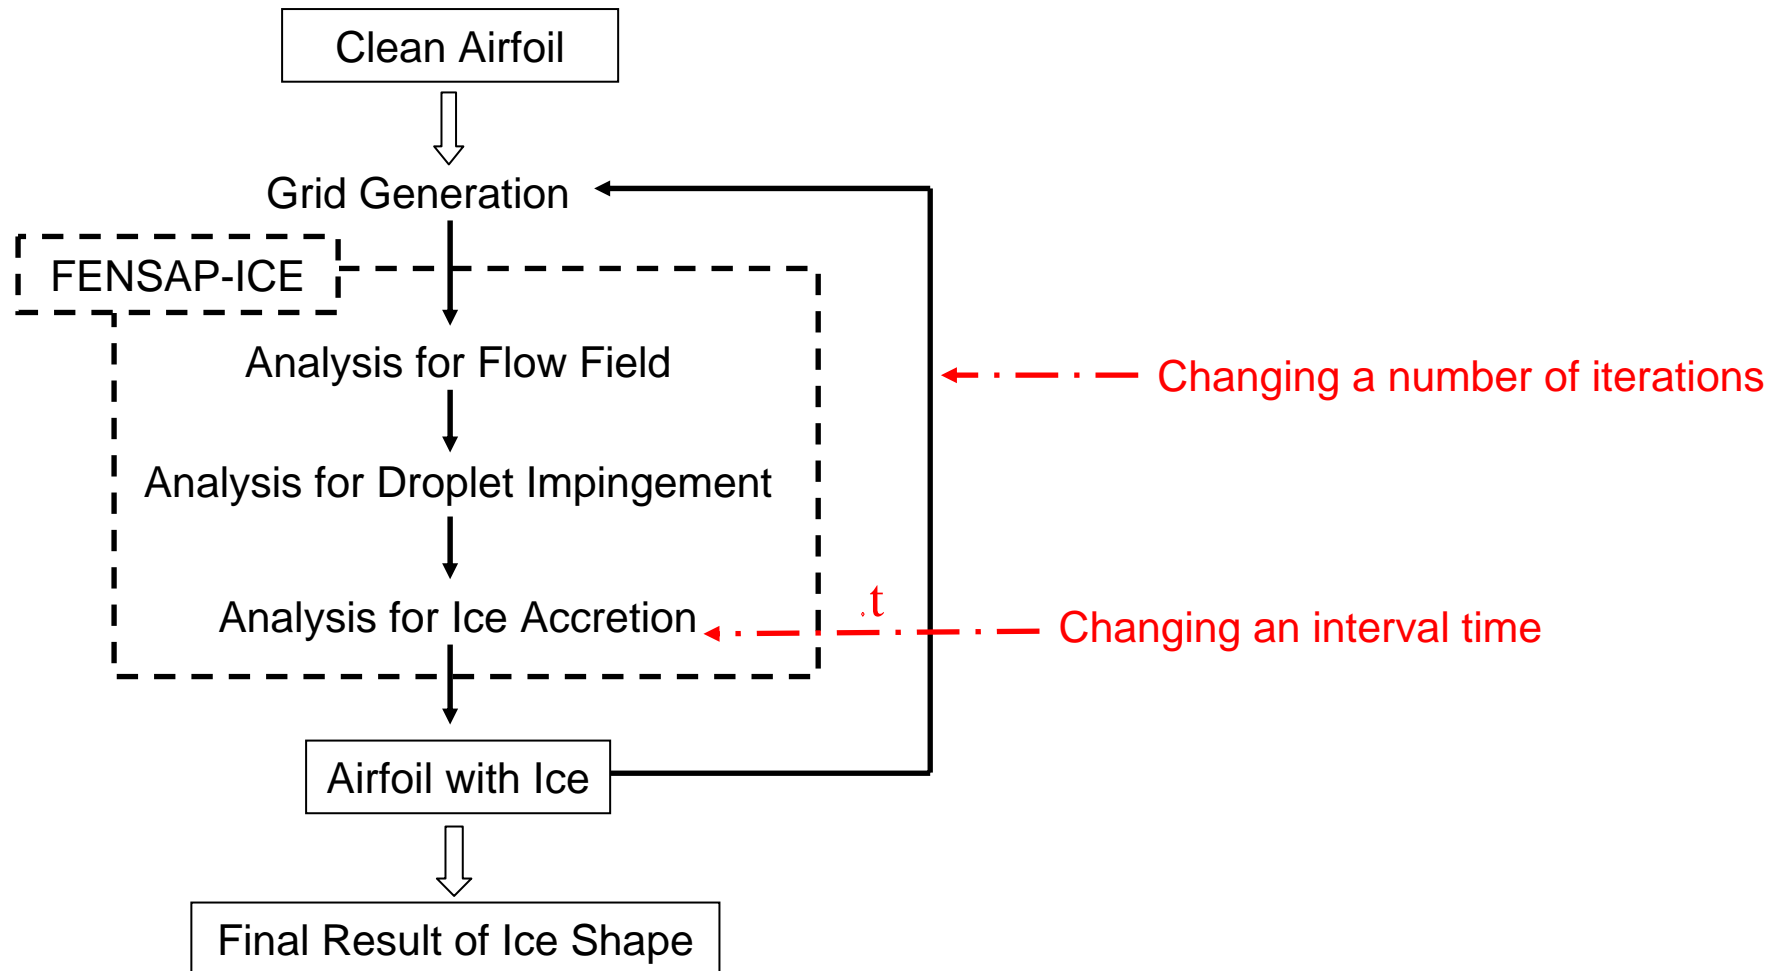 Clean Airfoil
Grid Generation
FENSAP-ICE
Analysis for Flow Field
Changing a number of iterations
Analysis for Droplet Impingement
.t
Analysis for Ice Accretion
Changing an interval time
Airfoil with Ice
Final Result of Ice Shape